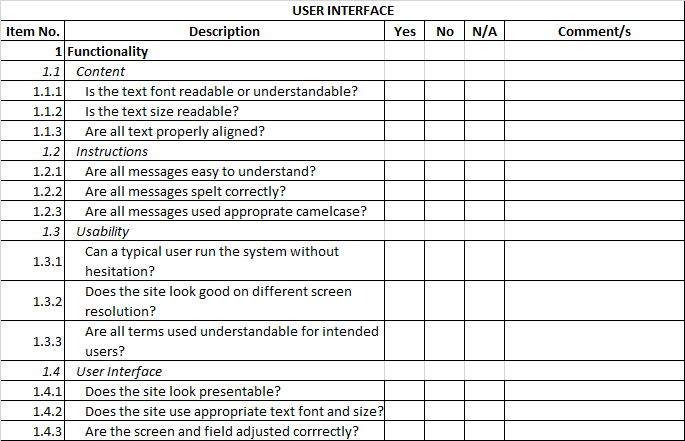 USER INTERFACE
Item No. Description Yes No N/A Comment/s
1 Functionality
1.1 Content
1.1.1 Is the text font readable or understandable?
1.1.2 Is the text size readable?
1.1.3 Are all text properly aligned?
1.2 Instructions
1.2.1 Are all messages easy to understand?
1.2.2 Are all messages spelt correctly?
1.2.3 Are all messages used approprate camelcase?
1.3 Usability
1.3.1 Can a typical user run the system without
hesitation?
1.3.2 Does the site look good on different screen
resolution?
1.3.3 Are all terms used understandable for intended
users?
1.4 User Interface
1.4.1 Does the site look presentable?
1.4.2 Does the site use appropriate text font and size?
1.4.3 Are the screen and field adjusted corrrectly?